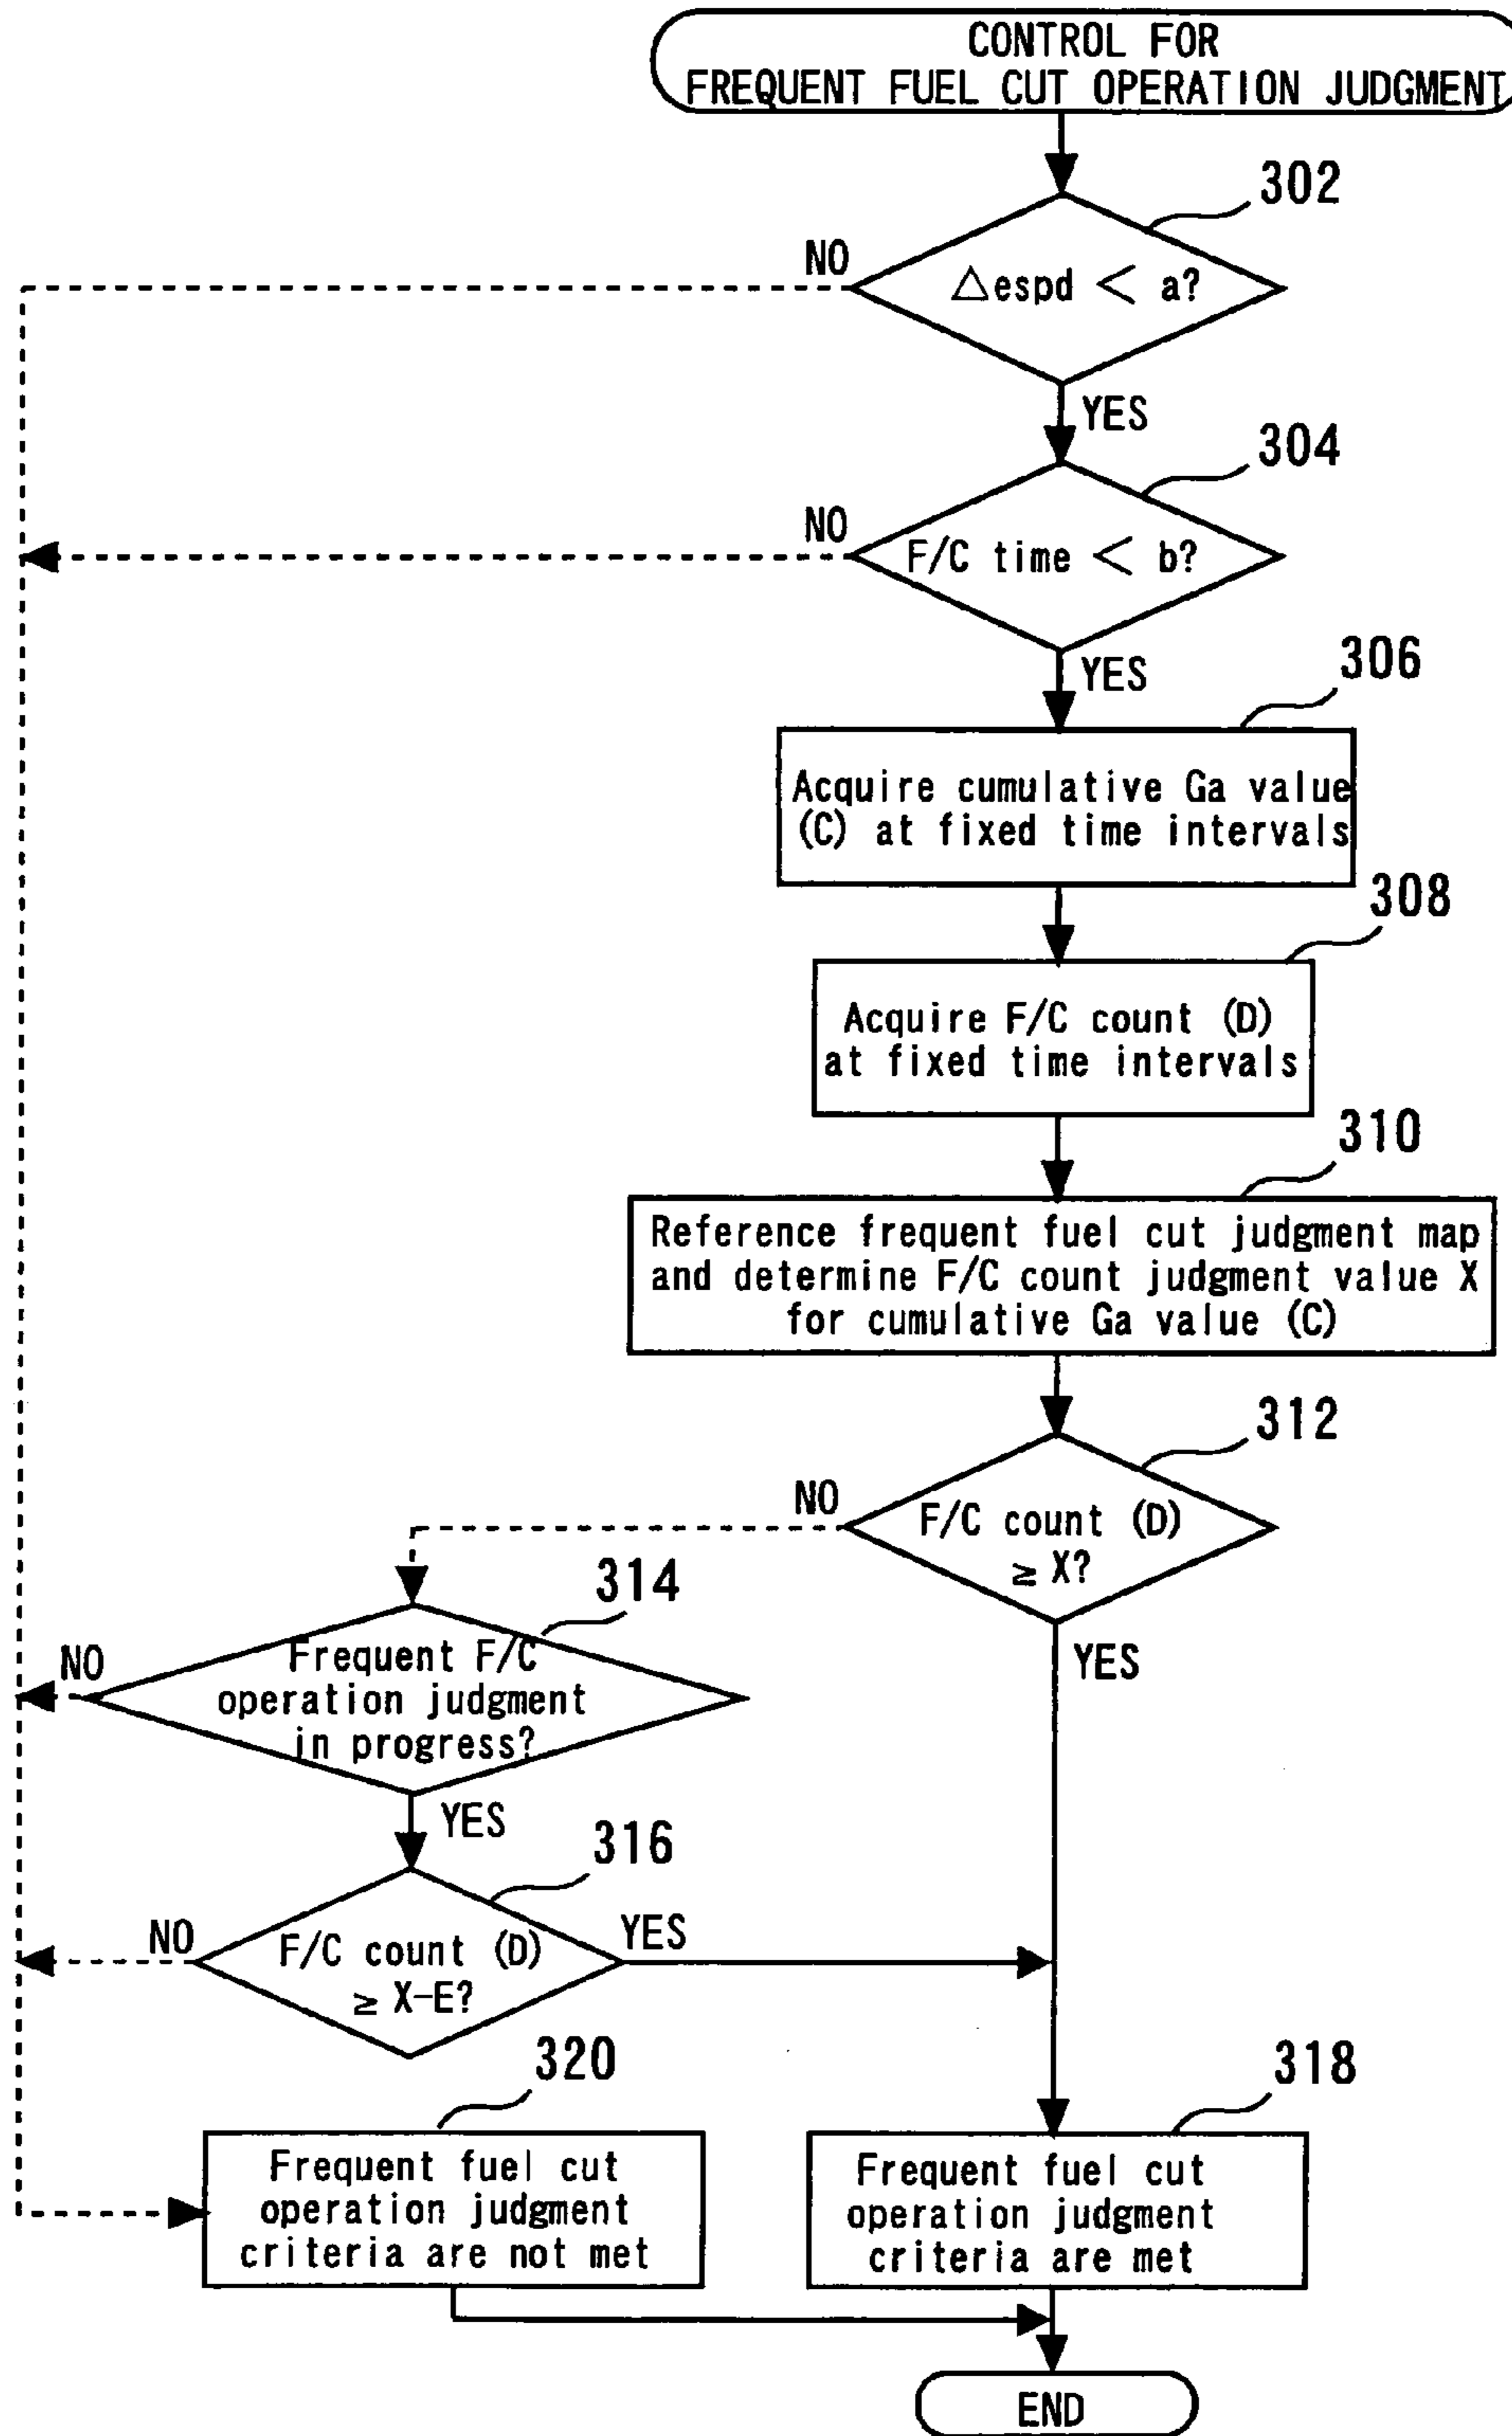 CONTROL FOR
FREQUENT FUEL CUT OPERATION JUDGMENT
302
NO
△espd < a?
YES
304
NO
F/C time < b?
YES
306
Acquire cumulative Ga value
(C) at fixed time intervals
308
Acquire F/C count (D)
at fixed time intervals
310
Reference frequent fuel cut judgment map
and determine F/C count judgment value X
for cumulative Ga value (C)
312
NO
F/C count (D)
≥ X?
YES
314
NO
Frequent F/C
operation judgment
in progress?
YES
316
NO
F/C count (D)
≥ X-E?
YES
320
Frequent fuel cut
operation judgment
criteria are not met
318
Frequent fuel cut
operation judgment
criteria are met
END